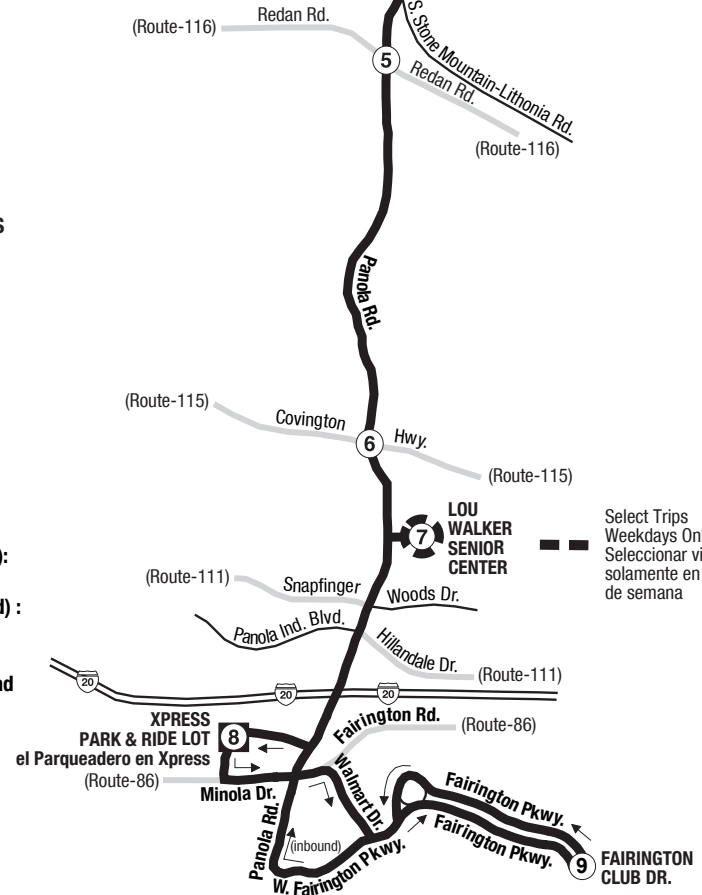 Redan Rd.
(Route-116)
S. Stone Mountain-Lithonia Rd.
5
Redan Rd.
(Route-116)
S
Panola Rd.
(Route-115)
Covington
Hwy.
6
(Route-115)
LOU
WALKER
SENIOR
CENTER
7
Select Trips
Weekdays Onl
Seleccionar vi
solamente en
de semana
):
(Route-111)
Snapfinger
Woods Dr.
d) :
Panola Ind. Blvd.
Hillandale Dr.
(Route-111)
ad
20
20
20
XPRESS
PARK & RIDE LOT
el Parqueadero en Xpress
8
Fairington Rd.
(Route-86)
(Route-86)
Minola Dr.
Walmart Dr.
Fairington Pkwy.
Fairington Pkwy.
Panola Rd.
(inbound)
W. Fairington Pkwy.
9
FAIRINGTON
CLUB DR.